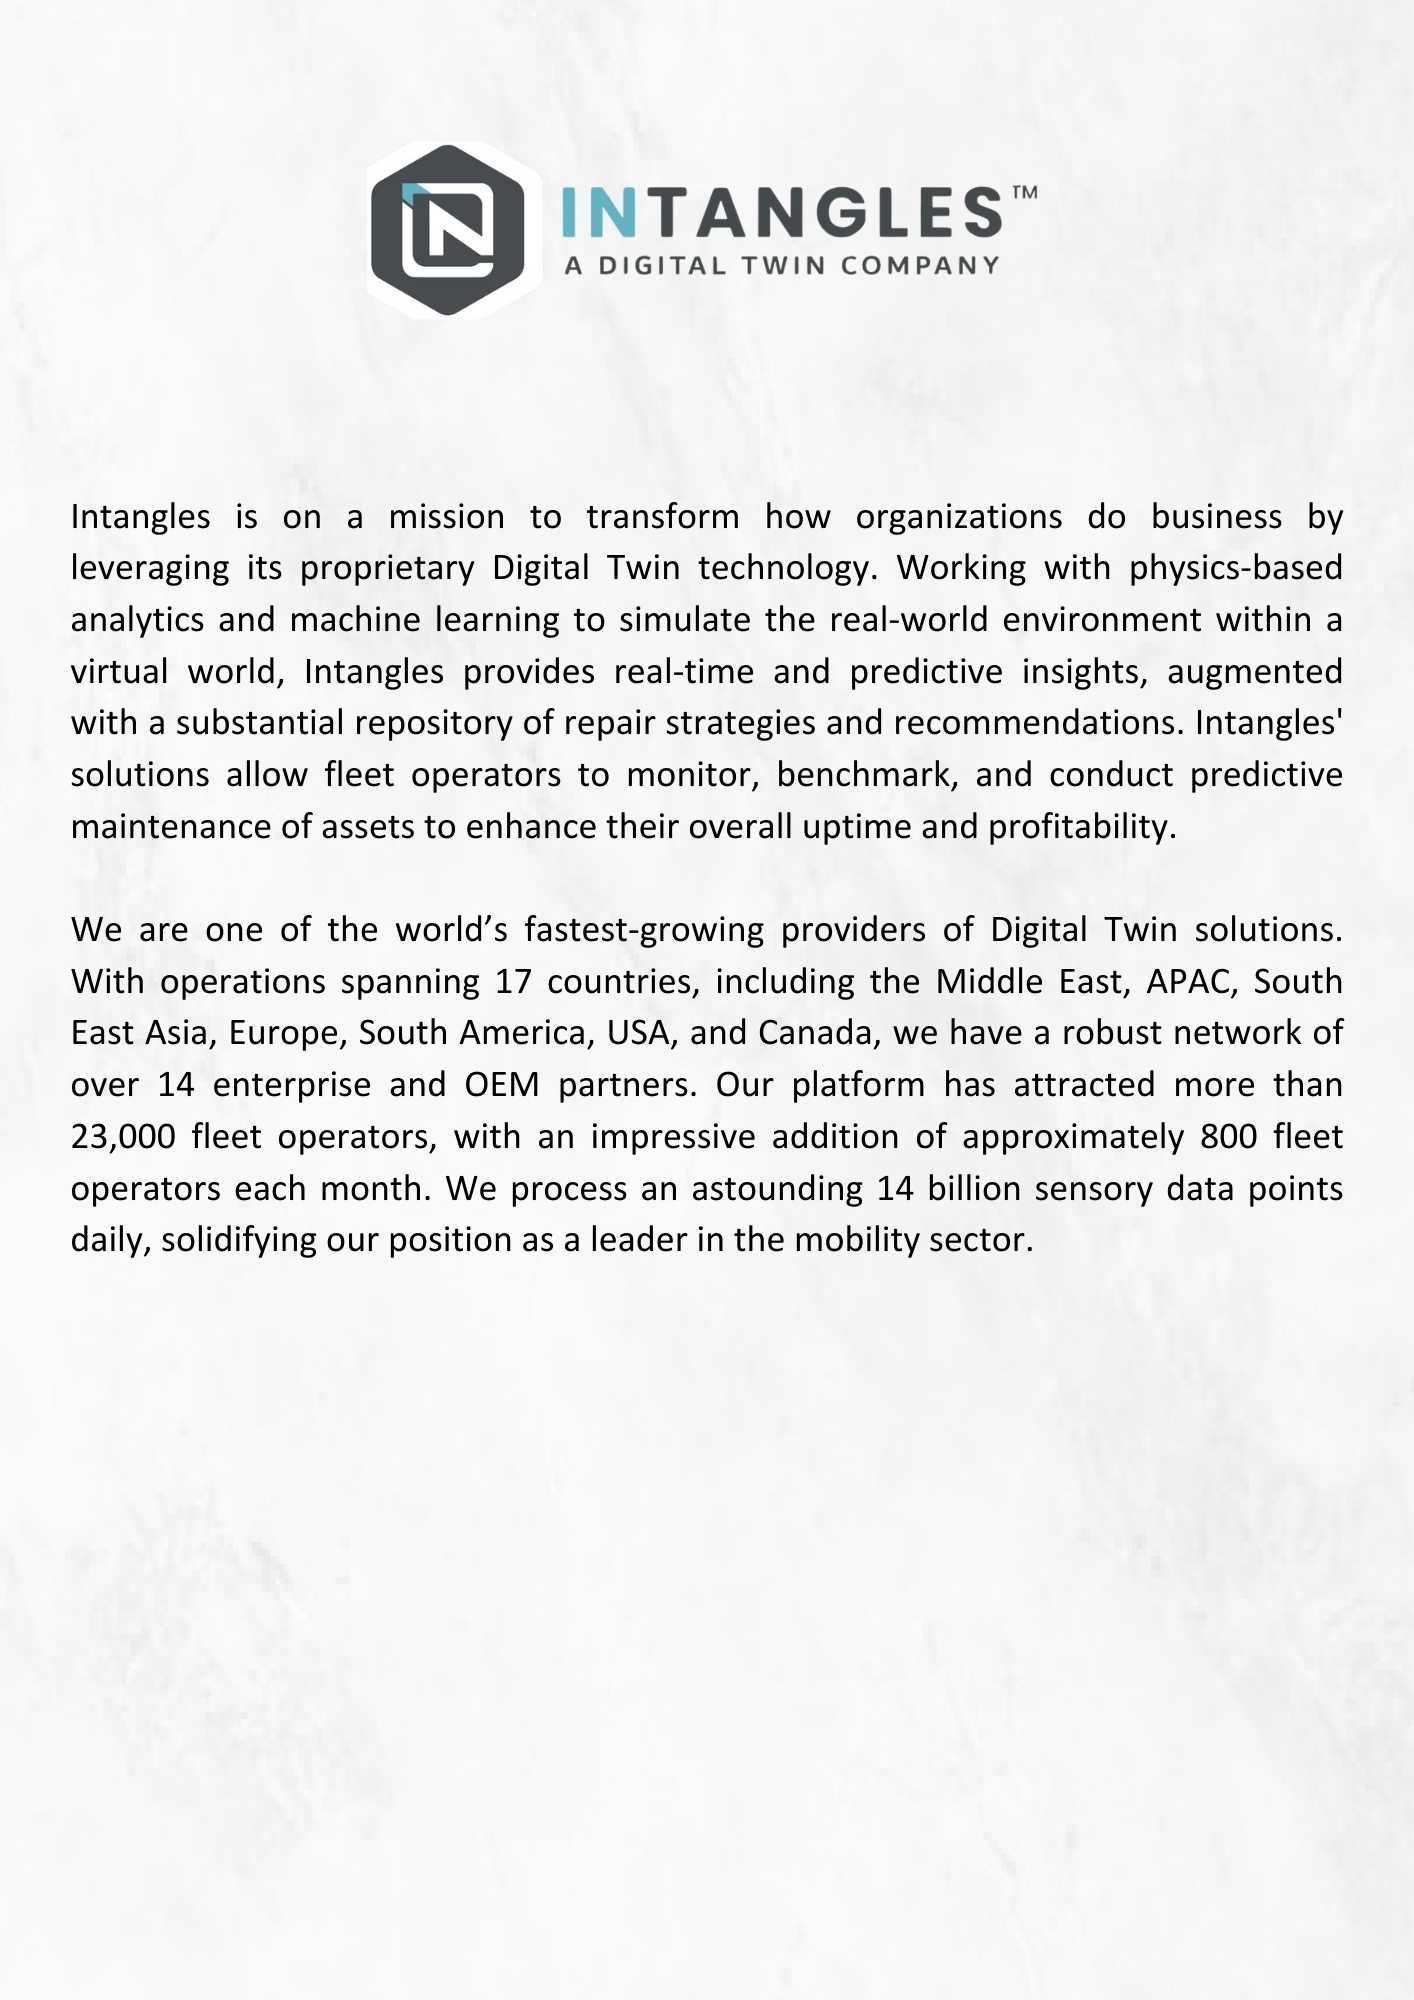 INTANGLES™
A DIGITAL TWIN COMPANY
Intangles is on a mission to transform how organizations do business by
leveraging its proprietary Digital Twin technology. Working with physics-based
analytics and machine learning to simulate the real-world environment within a
virtual world, Intangles provides real-time and predictive insights, augmented
with a substantial repository of repair strategies and recommendations. Intangles'
solutions allow fleet operators to monitor, benchmark, and conduct predictive
maintenance of assets to enhance their overall uptime and profitability.
We are one of the world’s fastest-growing providers of Digital Twin solutions.
With operations spanning 17 countries, including the Middle East, APAC, South
East Asia, Europe, South America, USA, and Canada, we have a robust network of
over 14 enterprise and OEM partners. Our platform has attracted more than
23,000 fleet operators, with an impressive addition of approximately 800 fleet
operators each month. We process an astounding 14 billion sensory data points
daily, solidifying our position as a leader in the mobility sector.